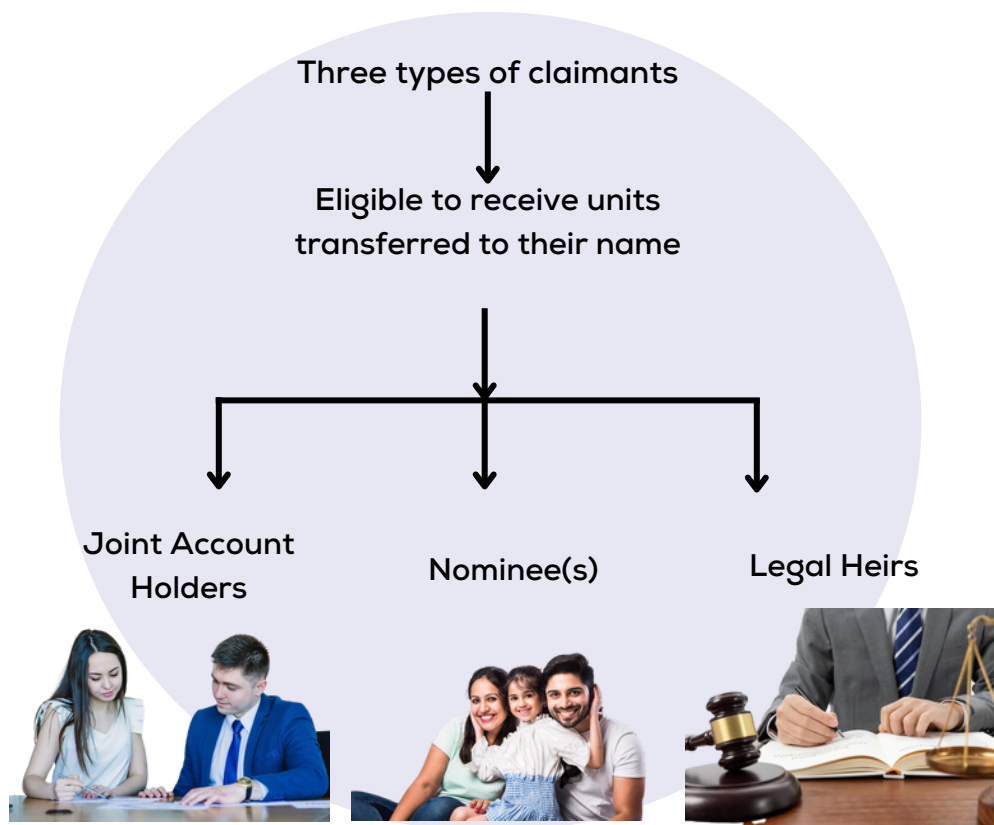 Three types of claimants
Eligible to receive units
transferred to their name
Joint Account
Holders
Nominee(s)
Legal Heirs